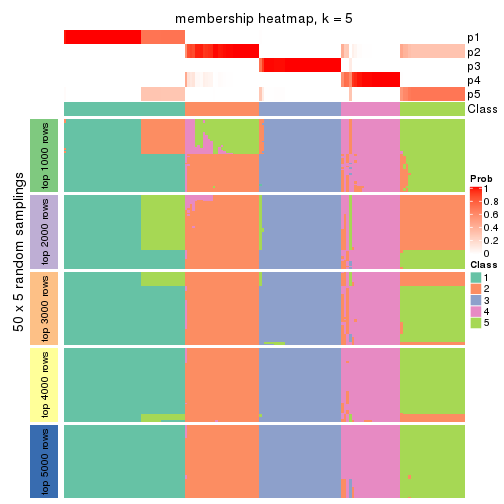 membership heatmap, k = 5
p1
p2
p3
p4
p5
Class
50 x 5 random samplings
top 1000 rows
top 2000 rows
top 3000 rows
top 4000 rows
top 5000 rows
Prob
1
0.8
0.6
0.4
0.2
0
Class
1
2
3
4
5